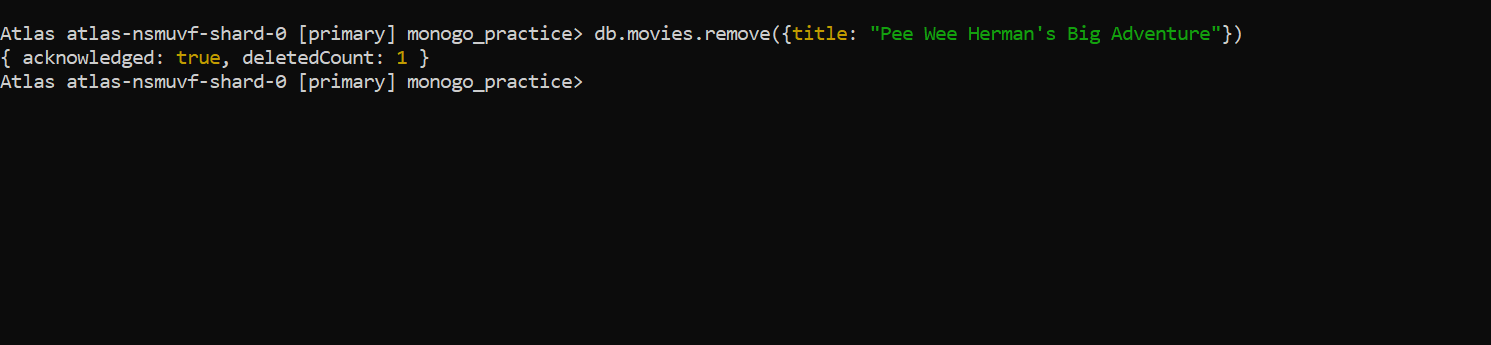 Atlas atlas-nsmuvf-shard-0 [primary] monogo_practice> db.movies.remove({title: "Pee Wee Herman's Big Adventure"})
{ acknowledged: true, deletedCount: 1 }
Atlas atlas-nsmuvf-shard-0 [primary] monogo_practice>